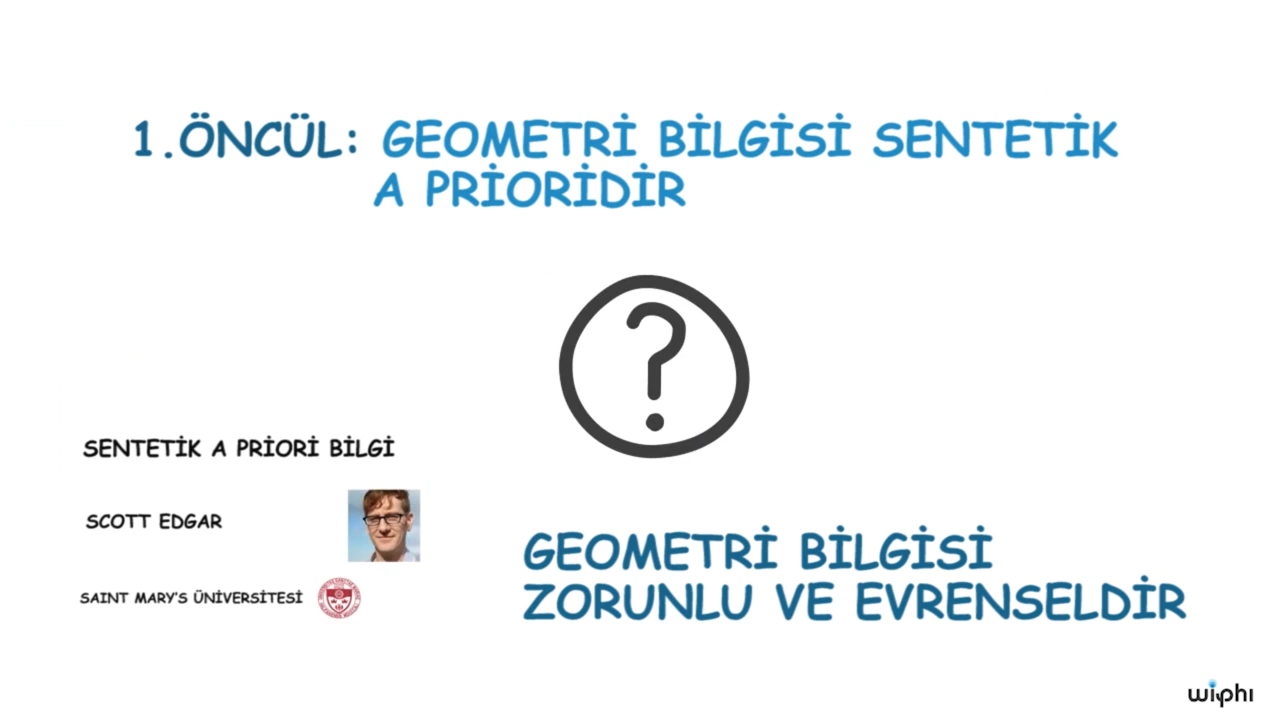 1.ÖNCÜL: GEOMETRİ BİLGİSİ SENTETİK
A PRİORİDİR
?
SENTETİK A PRİORİ BİLGİ
SCOTT EDGAR
SAINT MARY'S ÜNİVERSİTESİ
GEOMETRİ BİLGİSİ
ZORUNLU VE EVRENSELDİR
wiphi